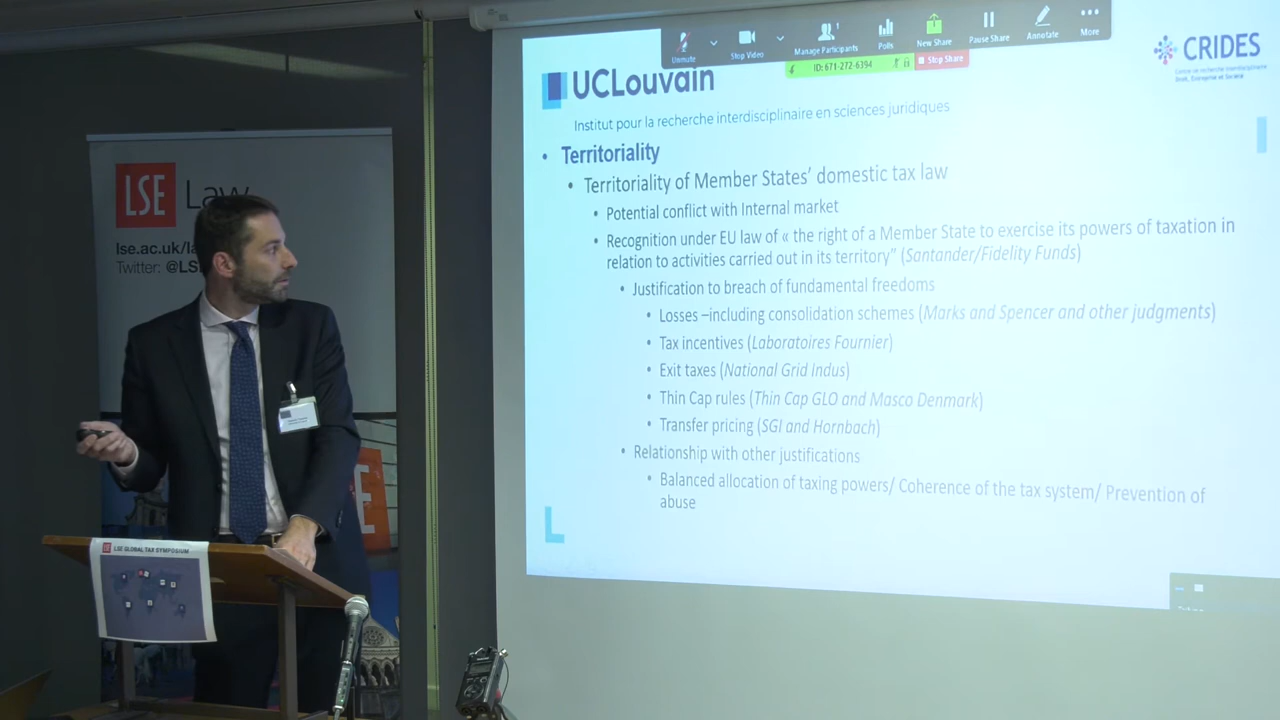 Unmute
Stop Video
Manage Participants
1
Polls
New Share
Pause Share
Annotate
More
ID: 671-272-6394
Stop Share
UCLouvain
CRIDES
Institut pour la recherche interdisciplinaire en sciences juridiques
• Territoriality
• Territoriality of Member States' domestic tax law
• Potential conflict with Internal market
• Recognition under EU law of « the right of a Member State to exercise its powers of taxation in
relation to activities carried out in its territory" (Santander/Fidelity Funds)
• Justification to breach of fundamental freedoms
• Losses –including consolidation schemes (Marks and Spencer and other judgments)
• Tax incentives (Laboratoires Fournier)
• Exit taxes (National Grid Indus)
• Thin Cap rules (Thin Cap GLO and Masco Denmark)
• Transfer pricing (SGI and Hornbach)
• Relationship with other justifications
• Balanced allocation of taxing powers/ Coherence of the tax system/ Prevention of
abuse
LSE Law
lse.ac.uk/la
Twitter: @LS
E
LSE GLOBAL TAX SYMPOSIUM